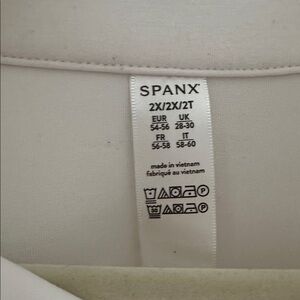 SPANX
2X/2X/2T
EUR UK
54-56 28-30
FR IT
56-58 58-60
made in vietnam
fabriqué au vietnam